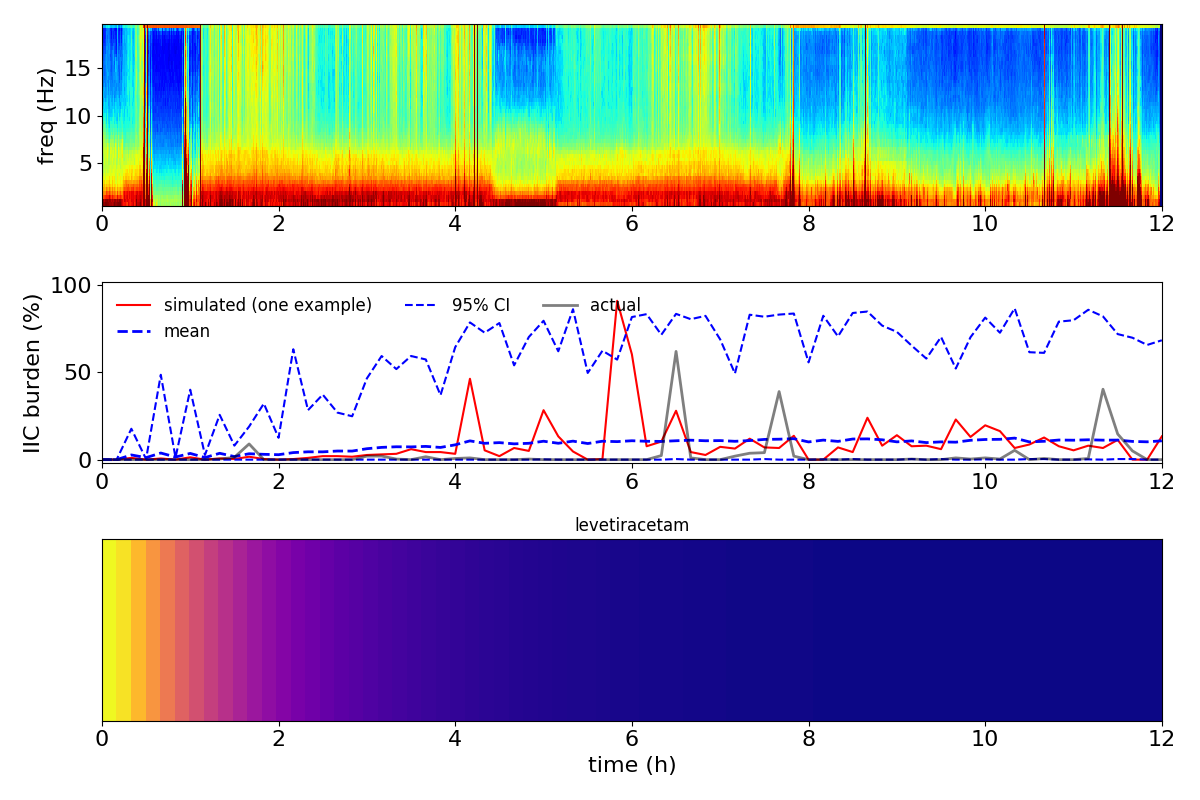 freq (Hz)
15
10
5
0 2 4 6 8 10 12
IIC burden (%)
100
50
0
simulated (one example) 95% CI actual
mean
0 2 4 6 8 10 12
levetiracetam
0 2 4 6 8 10 12
time (h)